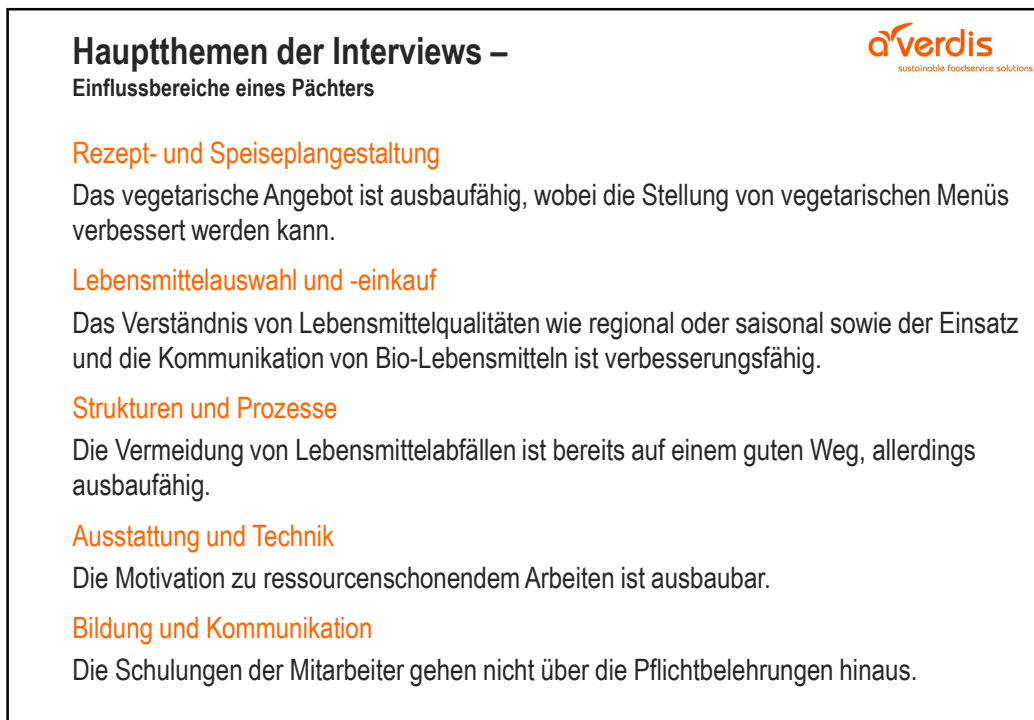 Hauptthemen der Interviews –
Einflussbereiche eines Pächters
a'verdis
sustainable foodservice solutions
Rezept- und Speiseplangestaltung
Das vegetarische Angebot ist ausbaufähig, wobei die Stellung von vegetarischen Menüs
verbessert werden kann.
Lebensmittelauswahl und -einkauf
Das Verständnis von Lebensmittelqualitäten wie regional oder saisonal sowie der Einsatz
und die Kommunikation von Bio-Lebensmitteln ist verbesserungsfähig.
Strukturen und Prozesse
Die Vermeidung von Lebensmittelabfällen ist bereits auf einem guten Weg, allerdings
ausbaufähig.
Ausstattung und Technik
Die Motivation zu ressourcenschonendem Arbeiten ist ausbaubar.
Bildung und Kommunikation
Die Schulungen der Mitarbeiter gehen nicht über die Pflichtbelehrungen hinaus.